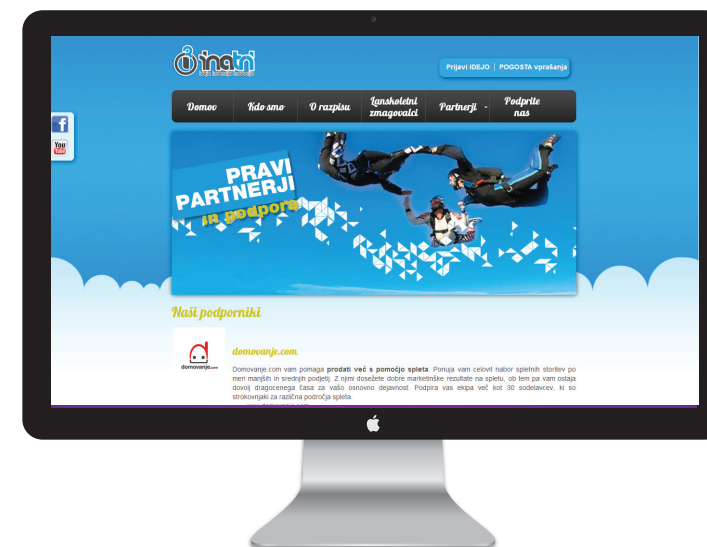 inatri
Prijavi IDEJO | POGOSTA vprašanja
Domov
Kdo smo
O razpisu
Lanskoletni
zmagovalci
Partnerji
Podprite
nas
f
You
Tube
PRAVI
PARTNERJI
in podpora
Naši podporniki
domovanje.com
domovanje.com
Domovanje.com vam pomaga prodati več s pomočjo spleta. Ponuja vam celovit nabor spletnih storitev po
meri manjših in srednjih podjetij. Z njimi dosežete dobre marketinške rezultate na spletu, ob tem pa vam ostaja
dovolj dragocenega časa za vašo osnovno dejavnost. Podpira vas ekipa več kot 30 sodelavcev, ki so
strokovnjaki za različna področja spleta.